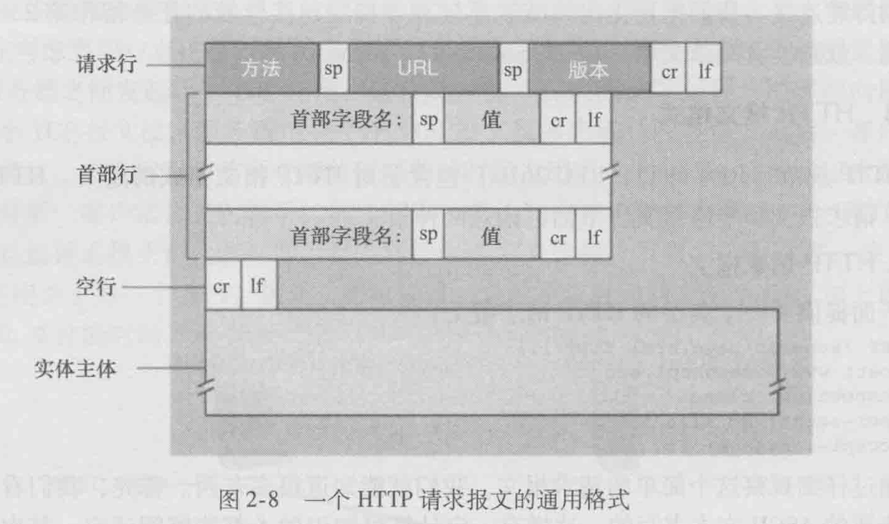 请求行 方法 sp URL sp 版本 cr lf
首部字段名： sp 值 cr lf
首部行
首部字段名： sp 值 cr lf
空行 cr lf
实体主体
图 2-8 一个 HTTP 请求报文的通用格式